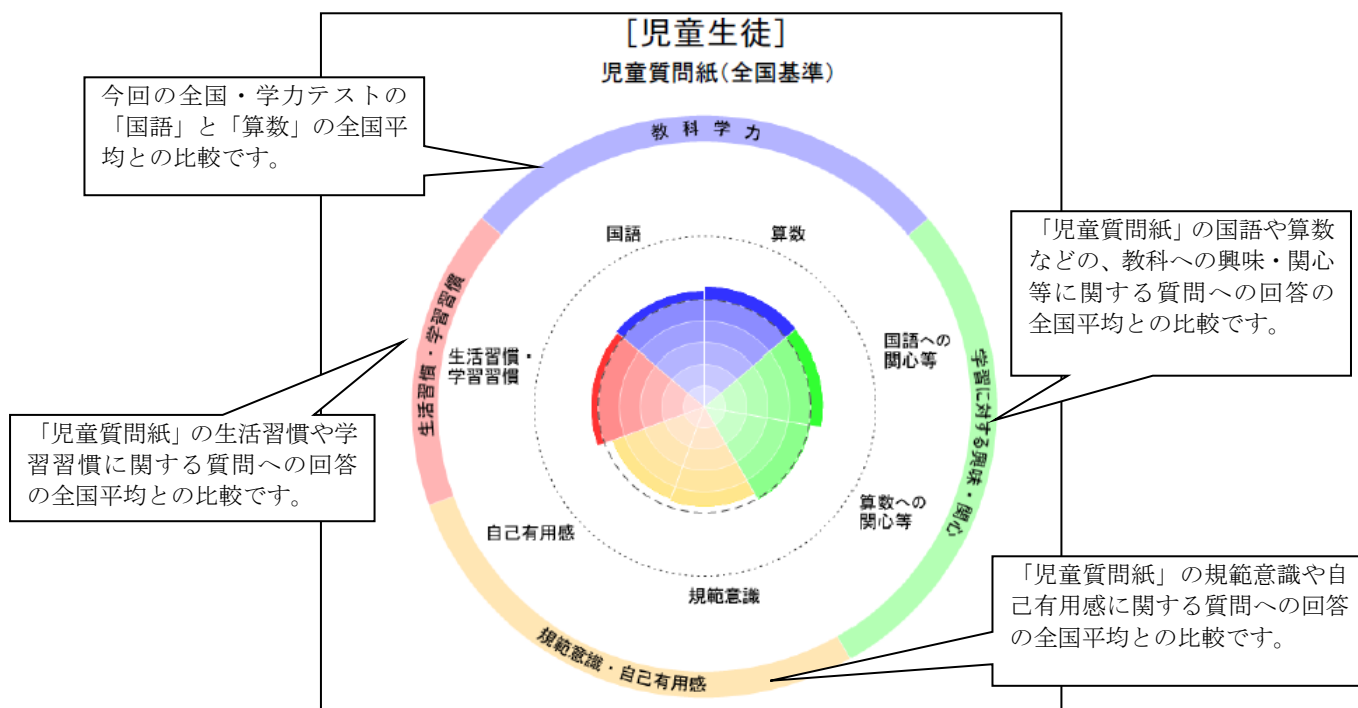 [児童生徒]
児童質問紙(全国基準)
今回の全国・学力テストの
「国語」と「算数」の全国平
均との比較です。
教科学力
国語
算数
「児童質問紙」の国語や算数
などの、教科への興味・関心
等に関する質問への回答の
全国平均との比較です。
生活習慣・学習習慣
生活習慣・
学習習慣
国語への
関心等
学習に対する興味・関心
「児童質問紙」の生活習慣や学
習習慣に関する質問への回答
の全国平均との比較です。
自己有用感
算数への
関心等
規範意識
「児童質問紙」の規範意識や自
己有用感に関する質問への回答
の全国平均との比較です。
規範意識・自己有用感